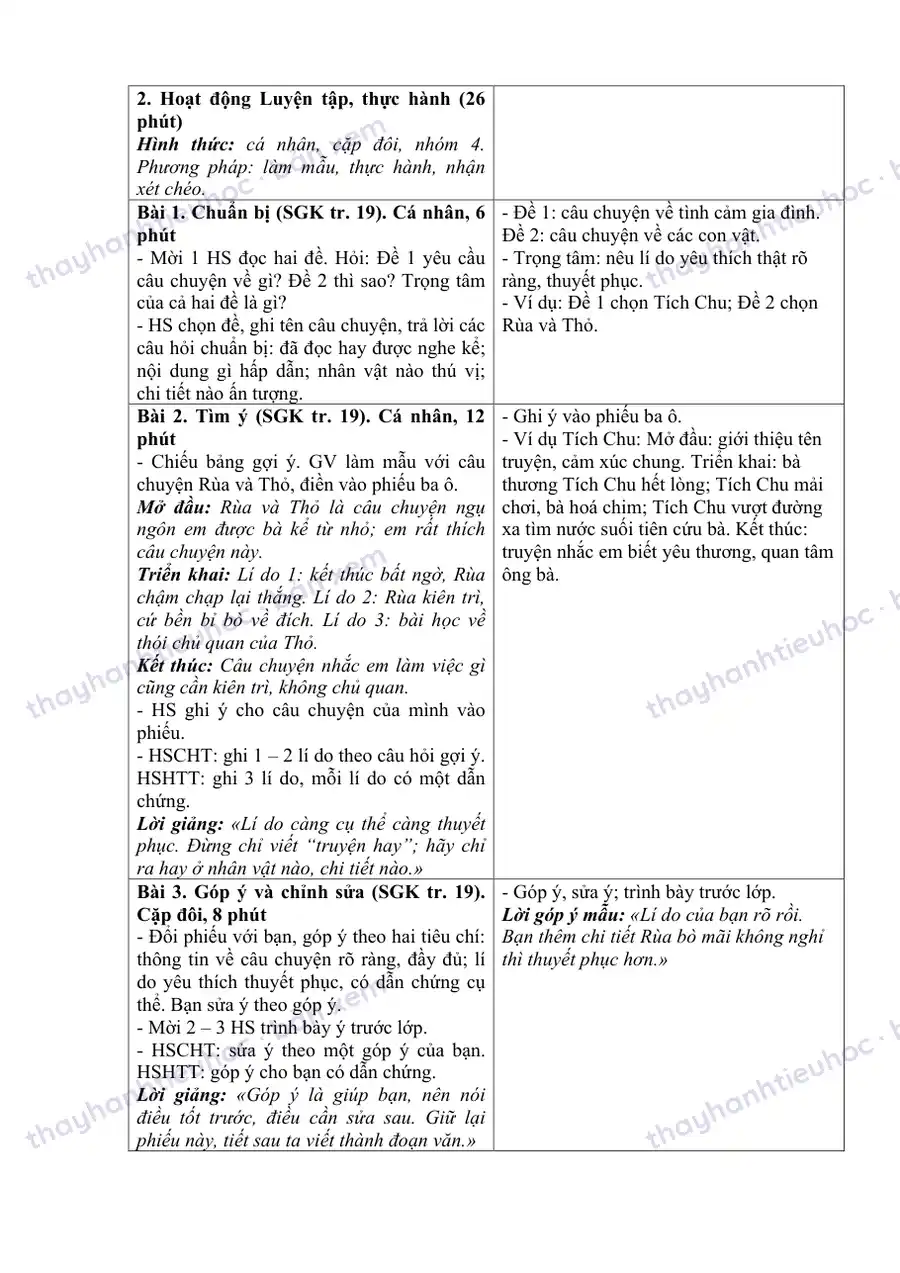 2. Hoạt động Luyện tập, thực hành (26
phút)
Hình thức: cá nhân, cặp đôi, nhóm 4.
Phương pháp: làm mẫu, thực hành, nhận
xét chéo.
Bài 1. Chuẩn bị (SGK tr. 19). Cá nhân, 6
phút
- Mời 1 HS đọc hai đề. Hỏi: Đề 1 yêu cầu
câu chuyện về gì? Đề 2 thì sao? Trọng tâm
của cả hai đề là gì?
- HS chọn đề, ghi tên câu chuyện, trả lời các
câu hỏi chuẩn bị: đã đọc hay được nghe kể;
nội dung gì hấp dẫn; nhân vật nào thú vị;
chi tiết nào ấn tượng.
- Đề 1: câu chuyện về tình cảm gia đình.
Đề 2: câu chuyện về các con vật.
- Trọng tâm: nêu lí do yêu thích thật rõ
ràng, thuyết phục.
- Ví dụ: Đề 1 chọn Tích Chu; Đề 2 chọn
Rùa và Thỏ.
Bài 2. Tìm ý (SGK tr. 19). Cá nhân, 12
phút
- Chiếu bảng gợi ý. GV làm mẫu với câu
chuyện Rùa và Thỏ, điền vào phiếu ba ô.
Mở đầu: Rùa và Thỏ là câu chuyện ngụ
ngôn em được bà kể từ nhỏ; em rất thích
câu chuyện này.
Triển khai: Lí do 1: kết thúc bất ngờ, Rùa
chậm chạp lại thắng. Lí do 2: Rùa kiên trì,
cứ bền bỉ bò về đích. Lí do 3: bài học về
thói chủ quan của Thỏ.
Kết thúc: Câu chuyện nhắc em làm việc gì
cũng cần kiên trì, không chủ quan.
- HS ghi ý cho câu chuyện của mình vào
phiếu.
- HSCHT: ghi 1 – 2 lí do theo câu hỏi gợi ý.
HSHTT: ghi 3 lí do, mỗi lí do có một dẫn
chứng.
Lời giảng: «Lí do càng cụ thể càng thuyết
phục. Đừng chỉ viết “truyện hay”; hãy chỉ
ra hay ở nhân vật nào, chi tiết nào.»
- Ghi ý vào phiếu ba ô.
- Ví dụ Tích Chu: Mở đầu: giới thiệu tên
truyện, cảm xúc chung. Triển khai: bà
thương Tích Chu hết lòng; Tích Chu mải
chơi, bà hoá chim; Tích Chu vượt đường
xa tìm nước suối tiên cứu bà. Kết thúc:
truyện nhắc em biết yêu thương, quan tâm
ông bà.
Bài 3. Góp ý và chỉnh sửa (SGK tr. 19).
Cặp đôi, 8 phút
- Đổi phiếu với bạn, góp ý theo hai tiêu chí:
thông tin về câu chuyện rõ ràng, đầy đủ; lí
do yêu thích thuyết phục, có dẫn chứng cụ
thể. Bạn sửa ý theo góp ý.
- Mời 2 – 3 HS trình bày ý trước lớp.
- HSCHT: sửa ý theo một góp ý của bạn.
HSHTT: góp ý cho bạn có dẫn chứng.
Lời giảng: «Góp ý là giúp bạn, nên nói
điều tốt trước, điều cần sửa sau. Giữ lại
phiếu này, tiết sau ta viết thành đoạn văn.»
- Góp ý, sửa ý; trình bày trước lớp.
Lời góp ý mẫu: «Lí do của bạn rõ rồi.
Bạn thêm chi tiết Rùa bò mãi không nghỉ
thì thuyết phục hơn.»
thayhanhtieuhoc · bản xem
thayhanhtieuhoc · b
thayhanhtieuhoc · bản xem
thayhanhtieuhoc · b
thayhanhtieuhoc · bản xem
thayhanhtieuhoc · b